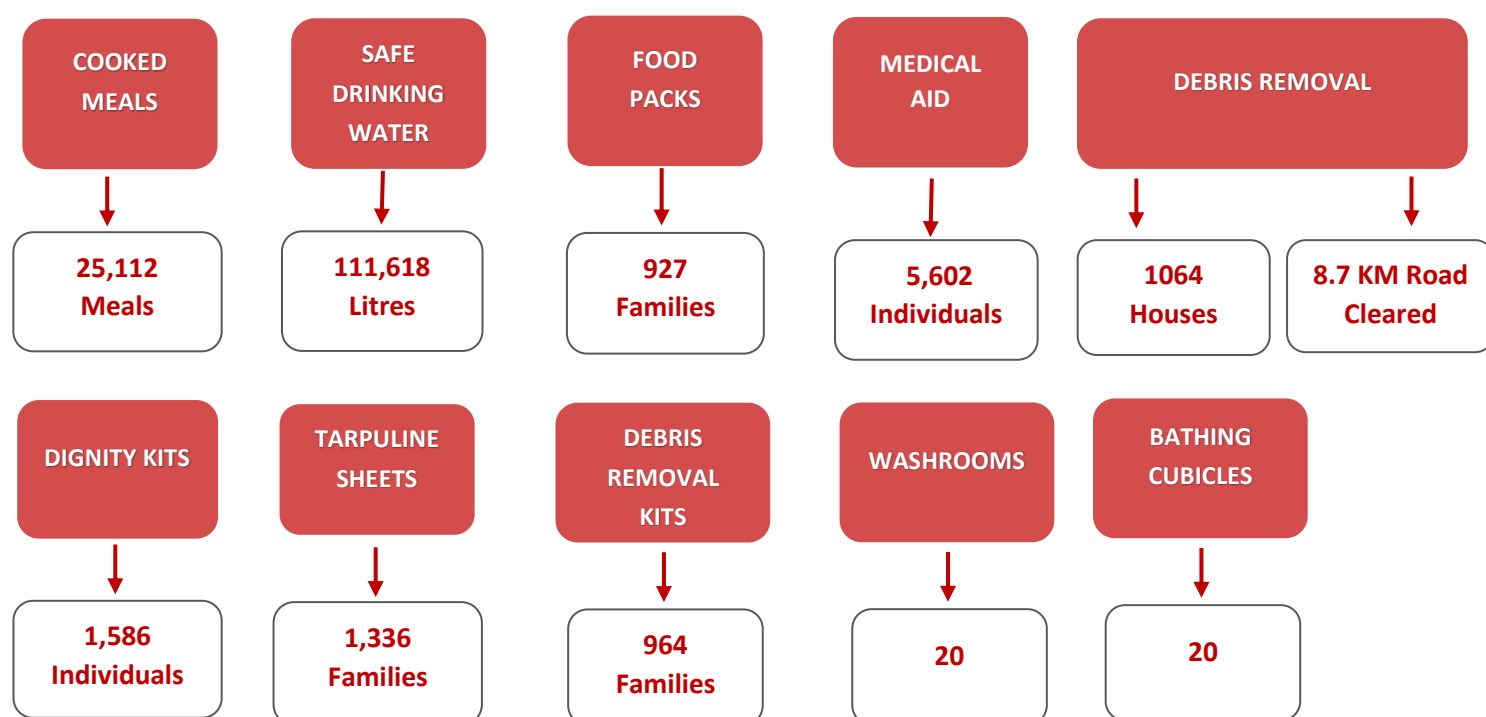 COOKED
MEALS
SAFE
DRINKING
WATER
FOOD
PACKS
MEDICAL
AID
DEBRIS REMOVAL
25,112
Meals
111,618
Litres
927
Families
5,602
Individuals
1064
Houses
8.7 KM Road
Cleared
DIGNITY KITS
TARPULINE
SHEETS
DEBRIS
REMOVAL
KITS
WASHROOMS
BATHING
CUBICLES
1,586
Individuals
1,336
Families
964
Families
20
20